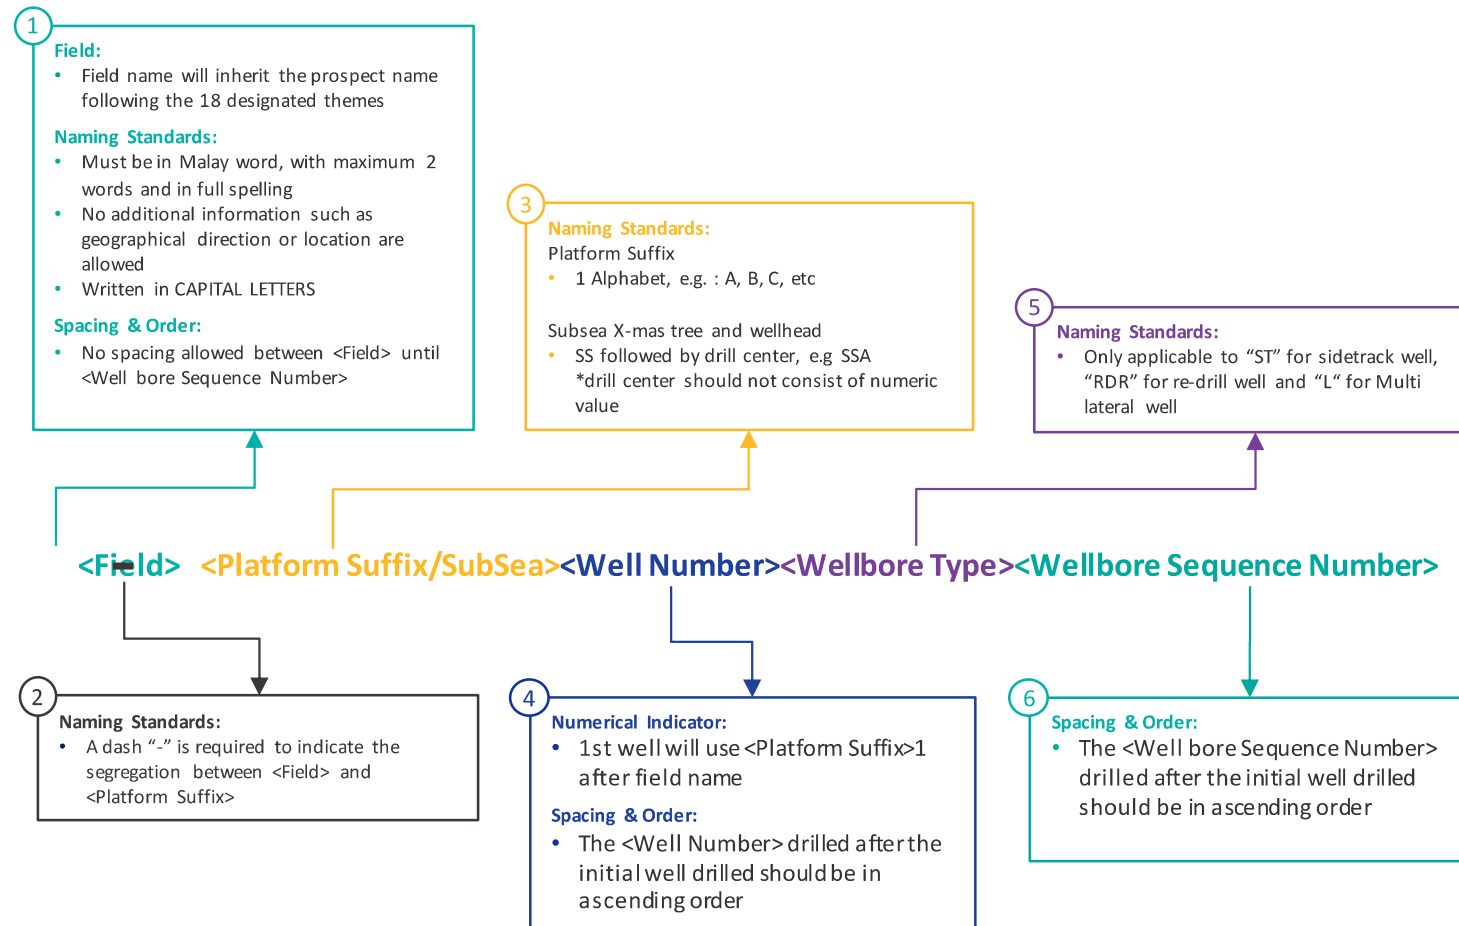 1
Field:
• Field name will inherit the prospect name
following the 18 designated themes
Naming Standards:
• Must be in Malay word, with maximum 2
words and in full spelling
• No additional information such as
geographical direction or location are
allowed
• Written in CAPITAL LETTERS
Spacing & Order:
• No spacing allowed between <Field> until
<Well bore Sequence Number>
3
Naming Standards:
Platform Suffix
• 1 Alphabet, e.g. : A, B, C, etc
Subsea X-mas tree and wellhead
• SS followed by drill center, e.g SSA
*drill center should not consist of numeric
value
5
Naming Standards:
• Only applicable to “ST” for sidetrack well,
“RDR” for re-drill well and “L“ for Multi
lateral well
<Field> - <Platform Suffix/SubSea><Well Number><Wellbore Type><Wellbore Sequence Number>
2
Naming Standards:
• A dash “-” is required to indicate the
segregation between <Field> and
<Platform Suffix>
4
Numerical Indicator:
• 1st well will use <Platform Suffix>1
after field name
Spacing & Order:
• The <Well Number> drilled after the
initial well drilled should be in
ascending order
6
Spacing & Order:
• The <Well bore Sequence Number>
drilled after the initial well drilled
should be in ascending order